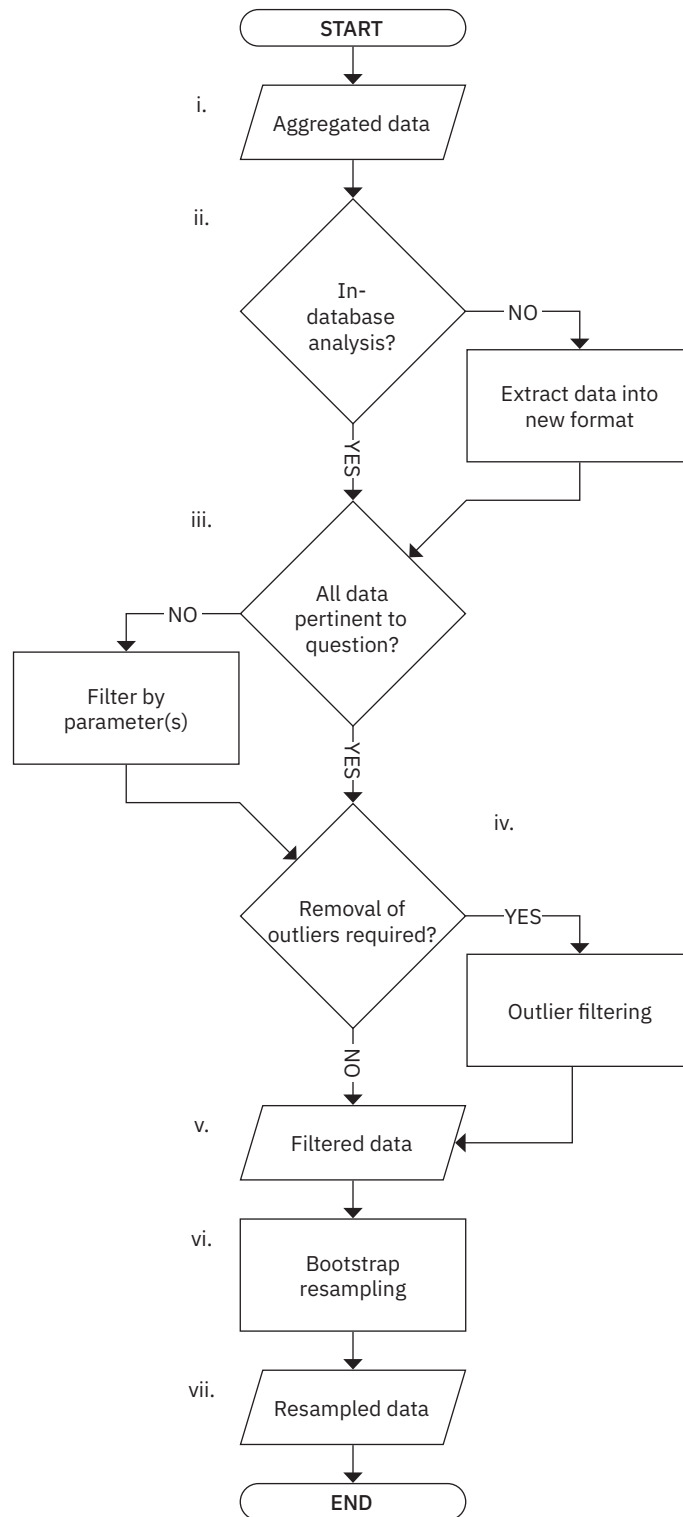 START
i.
Aggregated data
ii.
In-
database
analysis?
NO
Extract data into
new format
YES
iii.
All data
pertinent to
question?
NO
Filter by
parameter(s)
YES
iv.
Removal of
outliers required?
YES
Outlier filtering
NO
v.
Filtered data
vi.
Bootstrap
resampling
vii.
Resampled data
END